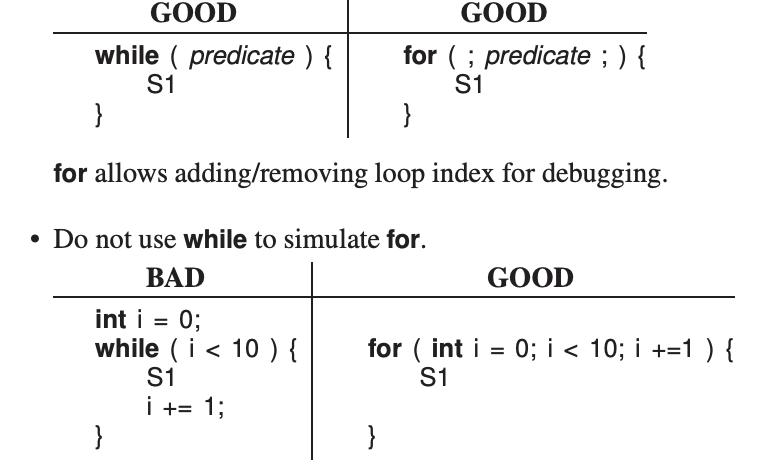 GOOD GOOD
while ( predicate ) { for ( ; predicate ; ) {
S1 S1
} }
for allows adding/removing loop index for debugging.
• Do not use while to simulate for.
BAD GOOD
int i = 0;
while ( i < 10 ) { for ( int i = 0; i < 10; i +=1 ) {
S1 S1
i += 1;
} }